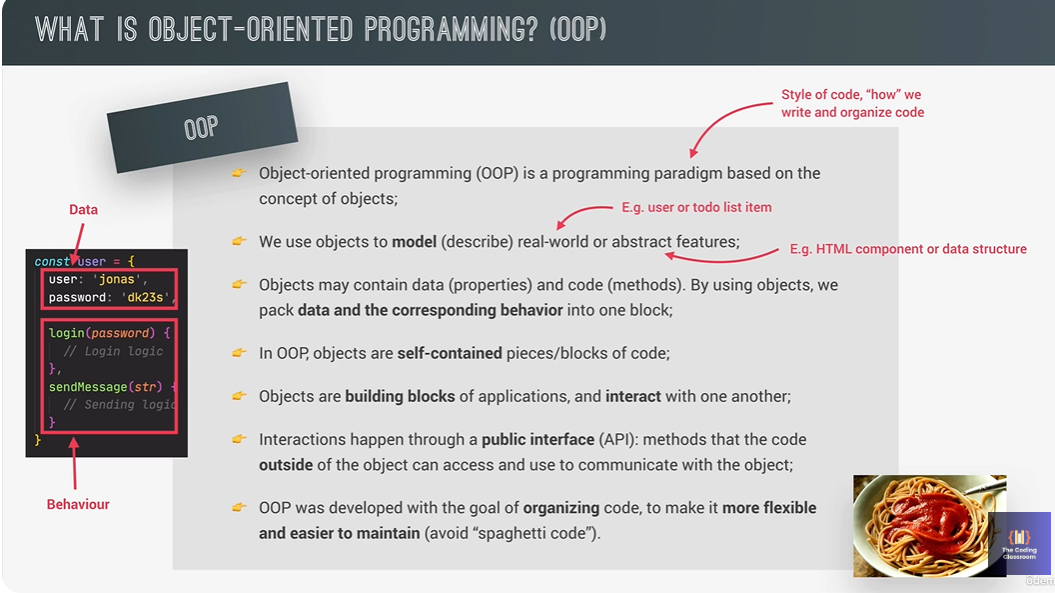 WHAT IS OBJECT-ORIENTED PROGRAMMING? (OOP)
OOP
Style of code, “how” we
write and organize code
Object-oriented programming (OOP) is a programming paradigm based on the
concept of objects;
E.g. user or todo list item
We use objects to model (describe) real-world or abstract features;
E.g. HTML component or data structure
Objects may contain data (properties) and code (methods). By using objects, we
pack data and the corresponding behavior into one block;
In OOP, objects are self-contained pieces/blocks of code;
Objects are building blocks of applications, and interact with one another;
Interactions happen through a public interface (API): methods that the code
outside of the object can access and use to communicate with the object;
OOP was developed with the goal of organizing code, to make it more flexible
and easier to maintain (avoid “spaghetti code”).
Data
const user = {
user: 'jonas',
password: 'dk23s',
login(password) {
// Login logic
},
sendMessage(str) {
// Sending logic
}
}
Behaviour
{ }
The Coding
Classroom